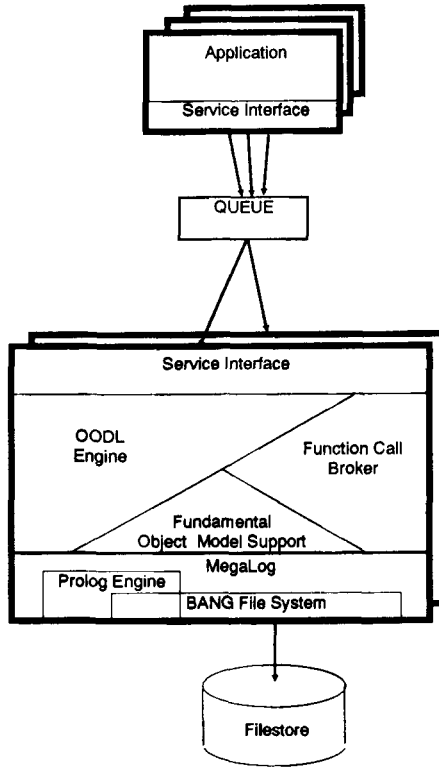 Application
Service Interface
QUEUE
Service Interface
OODL
Engine
Function Call
Broker
Fundamental
Object Model Support
MegaLog
Prolog Engine
BANG File System
Filestore